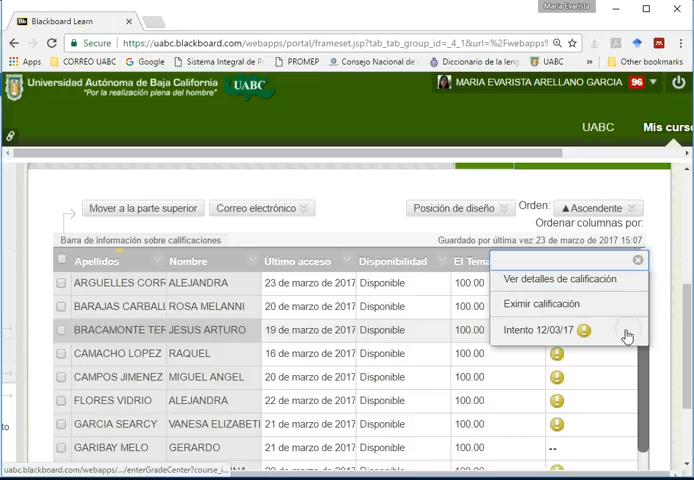 Maria Evarista
Blackboard Learn
Secure https://uabc.blackboard.com/webapps/portal/frameset.jsp?tab_tab_group_id=_4_1&url=%2Fwebapps%
Apps CORREO UABC Google Sistema Integral de P PROMEP Consejo Nacional de Diccionario de la leng UABC » Other bookmarks
Universidad Autónoma de Baja California
"Por la realización plena del hombre"
UABC
MARIA EVARISTA ARELLANO GARCIA 96
UABC Mis curs
Mover a la parte superior Correo electrónico Posición de diseño Orden: ▲Ascendente
Ordenar columnas por:
Barra de información sobre calificaciones Guardado por última vez:23 de marzo de 2017 15:07
Apellidos Nombre Último acceso Disponibilidad El Tema
Ver detalles de calificación
Eximir calificación
Intento 12/03/17
ARGUELLES CORR ALEJANDRA 23 de marzo de 2017 Disponible 100.00
BARAJAS CARBALL ROSA MELANNI 20 de marzo de 2017 Disponible 100.00
BRACAMONTE TER JESUS ARTURO 19 de marzo de 2017 Disponible 100.00
CAMACHO LOPEZ RAQUEL 16 de marzo de 2017 Disponible 100.00
CAMPOS JIMENEZ MIGUEL ANGEL 20 de marzo de 2017 Disponible 100.00
FLORES VIDRIO ALEJANDRA 22 de marzo de 2017 Disponible 100.00
GARCIA SEARCY VANESA ELIZABETI 21 de marzo de 2017 Disponible 100.00
GARIBAY MELO GERARDO 21 de marzo de 2017 Disponible 100.00 --
to
uabc.blackboard.com/webapps/.../enterGradeCenter?course_i...